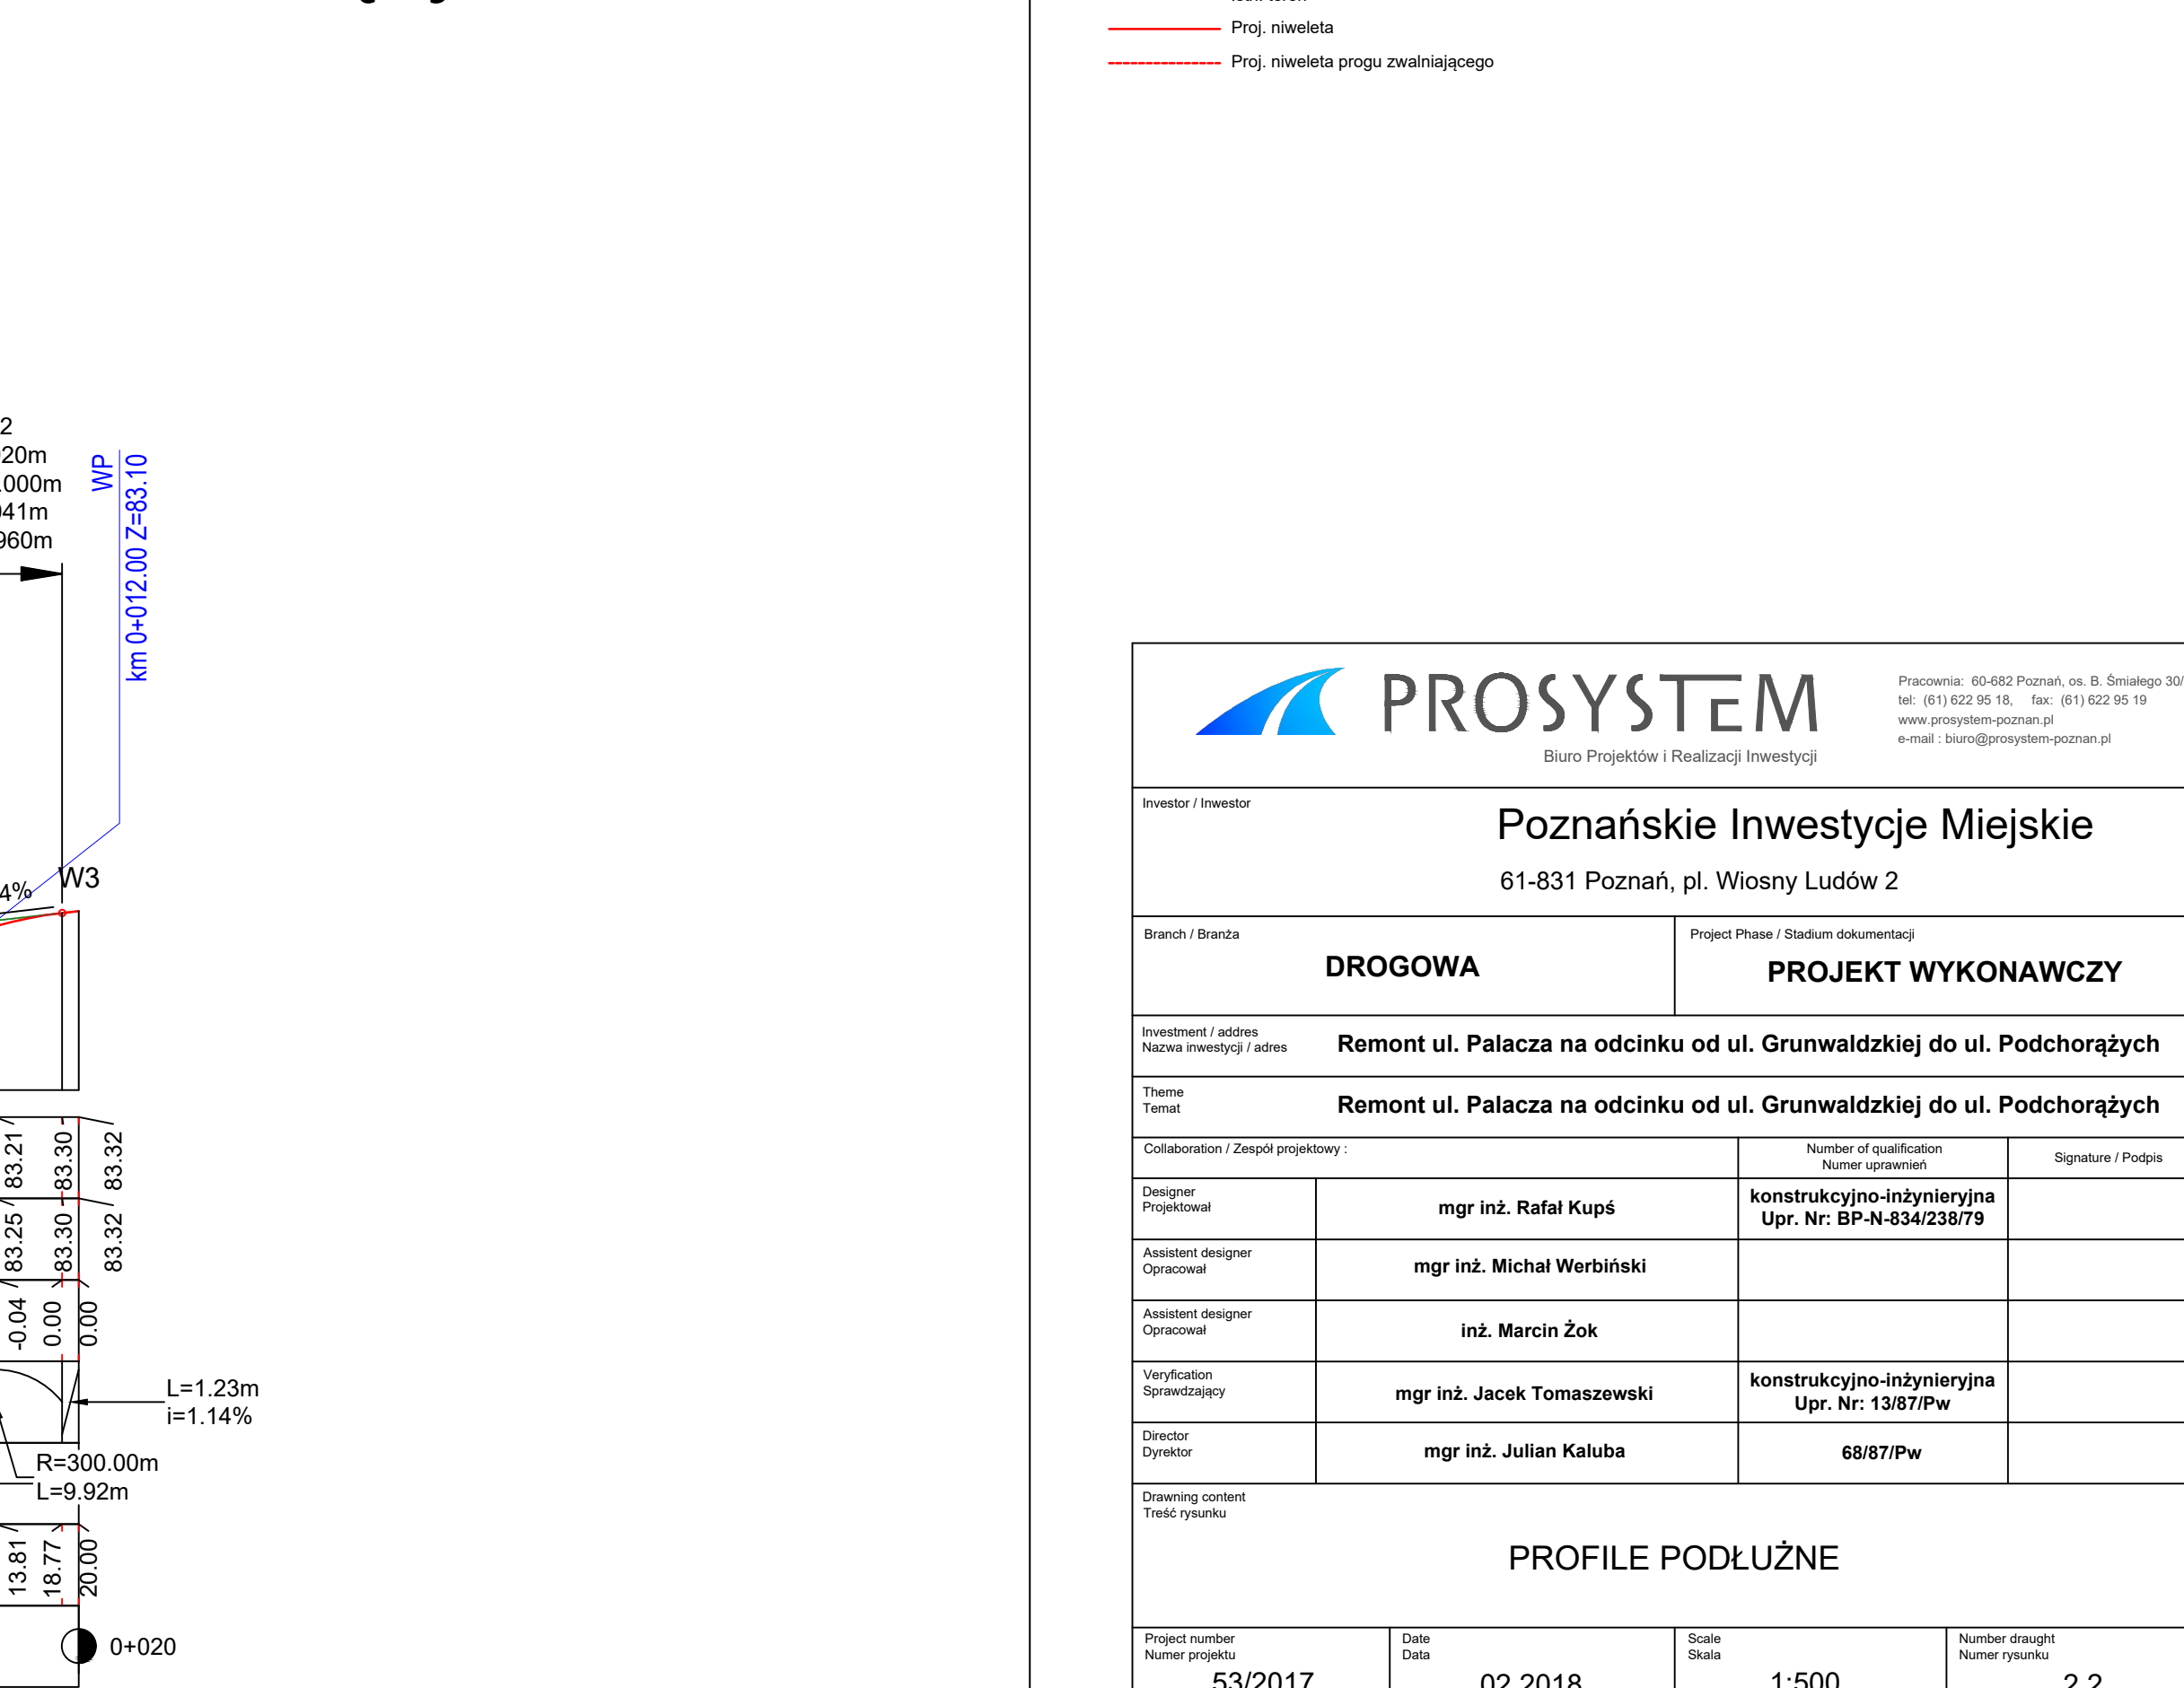 Proj. niweleta
Proj. niweleta progu zwalniającego
WP
km 0+012.00 Z=83.10
W3
83.21
83.30
83.32
83.25
83.30
83.32
-0.04
0.00
0.00
L=1.23m
i=1.14%
R=300.00m
L=9.92m
13.81
18.77
20.00
0+020
PROSYSTEM
Biuro Projektów i Realizacji Inwestycji
Pracownia: 60-682 Poznań, os. B. Śmiałego 30/
tel: (61) 622 95 18, fax: (61) 622 95 19
www.prosystem-poznan.pl
e-mail : biuro@prosystem-poznan.pl
Investor / Inwestor
Poznańskie Inwestycje Miejskie
61-831 Poznań, pl. Wiosny Ludów 2
Branch / Branża
DROGOWA
Project Phase / Stadium dokumentacji
PROJEKT WYKONAWCZY
Investment / addres
Nazwa inwestycji / adres
Remont ul. Palacza na odcinku od ul. Grunwaldzkiej do ul. Podchorążych
Theme
Temat
Remont ul. Palacza na odcinku od ul. Grunwaldzkiej do ul. Podchorążych
Collaboration / Zespół projektowy :
Number of qualification
Numer uprawnień
Signature / Podpis
Designer
Projektował
mgr inż. Rafał Kupś
konstrukcyjno-inżynieryjna
Upr. Nr: BP-N-834/238/79
Assistent designer
Opracował
mgr inż. Michał Werbiński
Assistent designer
Opracował
inż. Marcin Żok
Veryfication
Sprawdzający
mgr inż. Jacek Tomaszewski
konstrukcyjno-inżynieryjna
Upr. Nr: 13/87/Pw
Director
Dyrektor
mgr inż. Julian Kaluba
68/87/Pw
Drawning content
Treść rysunku
PROFILE PODŁUŻNE
Project number
Numer projektu
53/2017
Date
Data
02.2018
Scale
Skala
1:500
Number draught
Numer rysunku
2.2